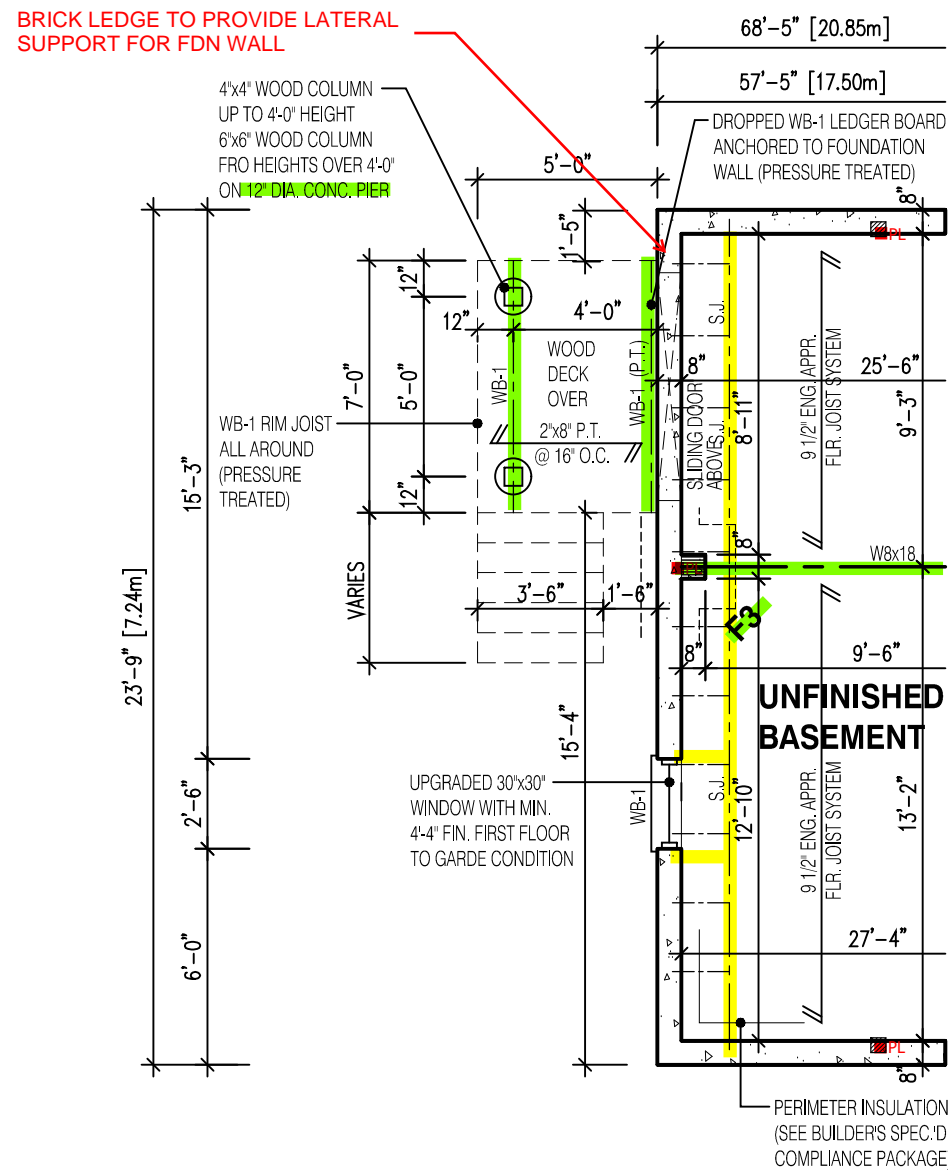 BRICK LEDGE TO PROVIDE LATERAL
SUPPORT FOR FDN WALL
68'-5" [20.85m]
57'-5" [17.50m]
4"x4" WOOD COLUMN
UP TO 4'-0" HEIGHT
6"x6" WOOD COLUMN
FRO HEIGHTS OVER 4'-0"
ON 12" DIA. CONC. PIER
DROPPED WB-1 LEDGER BOARD
ANCHORED TO FOUNDATION
WALL (PRESSURE TREATED)
5'-0"
1'-5"
8"
PL
12"
12"
4'-0"
WOOD
DECK
OVER
2"x8" P.T.
@ 16" O.C.
WB-1
WB-1 (P.T.)
8"
S.J.
SLIDING DOOR
ABOVE
S.J.
8'-11"
25'-6"
9 1/2" ENG. APPR.
FLR. JOIST SYSTEM
9'-3"
7'-0"
5'-0"
12"
WB-1 RIM JOIST
ALL AROUND
(PRESSURE
TREATED)
15'-3"
23'-9" [7.24m]
VARIES
3'-6"
1'-6"
8"
W8x18
F3
8"
9'-6"
UNFINISHED
BASEMENT
15'-4"
UPGRADED 30"x30"
WINDOW WITH MIN.
4'-4" FIN. FIRST FLOOR
TO GARDE CONDITION
WB-1
S.J.
12'-10"
9 1/2" ENG. APPR.
FLR. JOIST SYSTEM
13'-2"
2'-6"
6'-0"
27'-4"
PL
8"
PERIMETER INSULATION
(SEE BUILDER'S SPEC.'D
COMPLIANCE PACKAGE